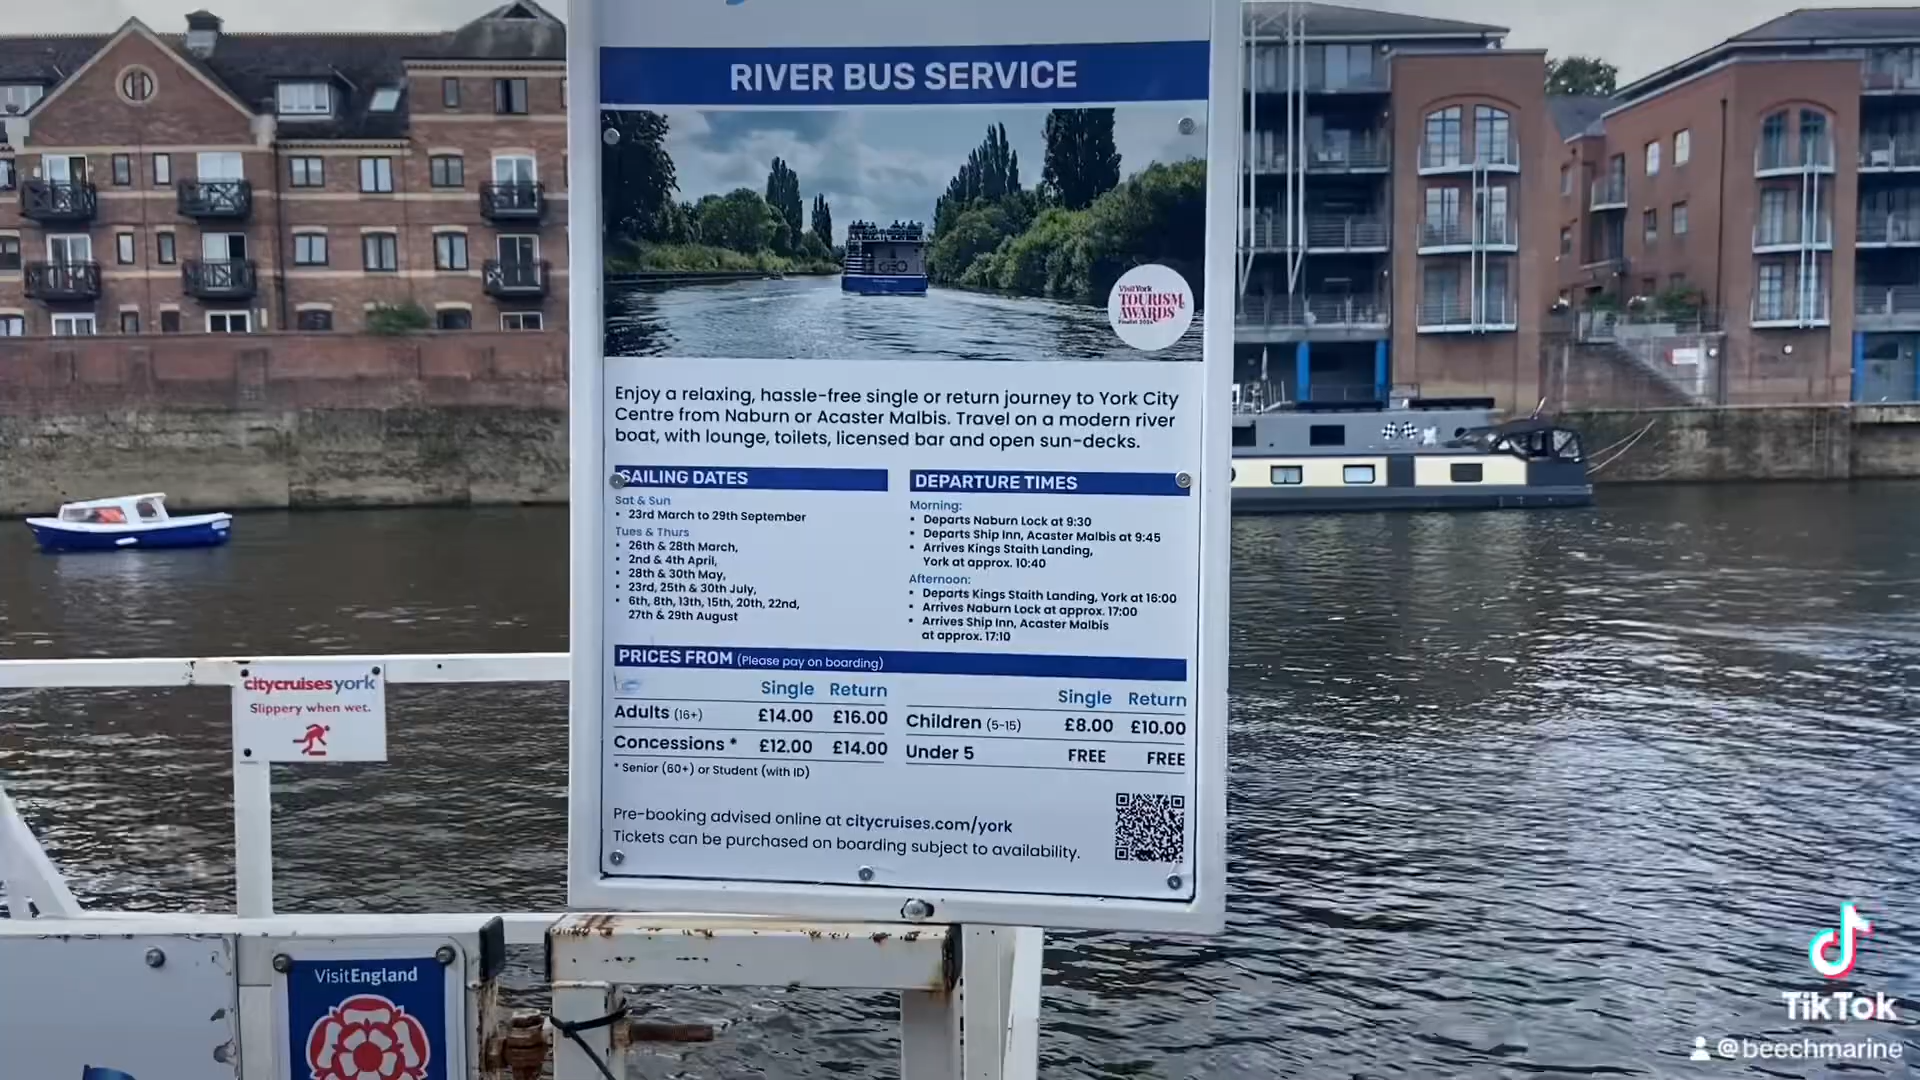 RIVER BUS SERVICE
VisitYork
TOURISM
AWARDS
Finalist 2024
Enjoy a relaxing, hassle-free single or return journey to York City
Centre from Naburn or Acaster Malbis. Travel on a modern river
boat, with lounge, toilets, licensed bar and open sun-decks.
SAILING DATES
Sat & Sun
• 23rd March to 29th September
Tues & Thurs
• 26th & 28th March,
• 2nd & 4th April,
• 28th & 30th May,
• 23rd, 25th & 30th July,
• 6th, 8th, 13th, 15th, 20th, 22nd,
27th & 29th August
DEPARTURE TIMES
Morning:
• Departs Naburn Lock at 9:30
• Departs Ship Inn, Acaster Malbis at 9:45
• Arrives Kings Staith Landing,
York at approx. 10:40
Afternoon:
• Departs Kings Staith Landing, York at 16:00
• Arrives Naburn Lock at approx. 17:00
• Arrives Ship Inn, Acaster Malbis
at approx. 17:10
PRICES FROM (Please pay on boarding)
Single Return
Adults (16+) £14.00 £16.00
Concessions * £12.00 £14.00
* Senior (60+) or Student (with ID)
Single Return
Children (5-15) £8.00 £10.00
Under 5 FREE FREE
Pre-booking advised online at citycruises.com/york
Tickets can be purchased on boarding subject to availability.
citycruisesyork
Slippery when wet.
VisitEngland
TikTok
@beechmarine